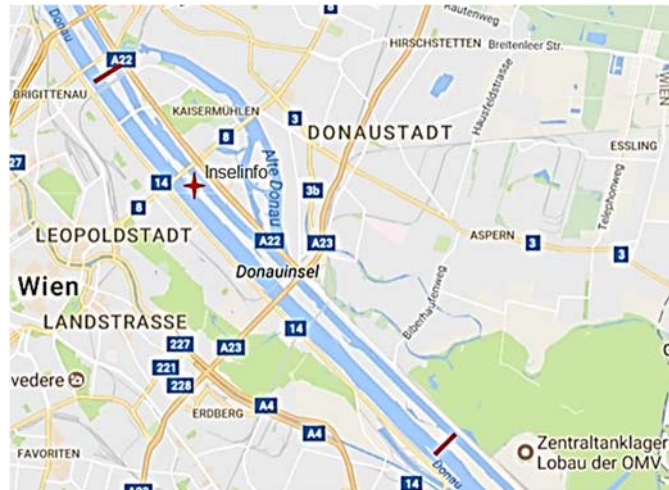 Donau
8
Rautenweg
HIRSCHSTETTEN
Breitenleer Str.
A22
BRIGITTENAU
KAISERMÜHLEN
3
8
DONAUSTADT
Hausfeldstrasse
WIEN
ESSLING
27
Inselinfo
Alte Donau
14
3b
8
Telephonweg
LEOPOLDSTADT
A22
A23
ASPERN
3
3
Donauinsel
Wien
Biberhaufenweg
LANDSTRASSE
14
227
A23
221
228
vedere
ERDBERG
A4
A4
FAVORITEN
Zentraltanklager
Lobau der OMV
Donau
14